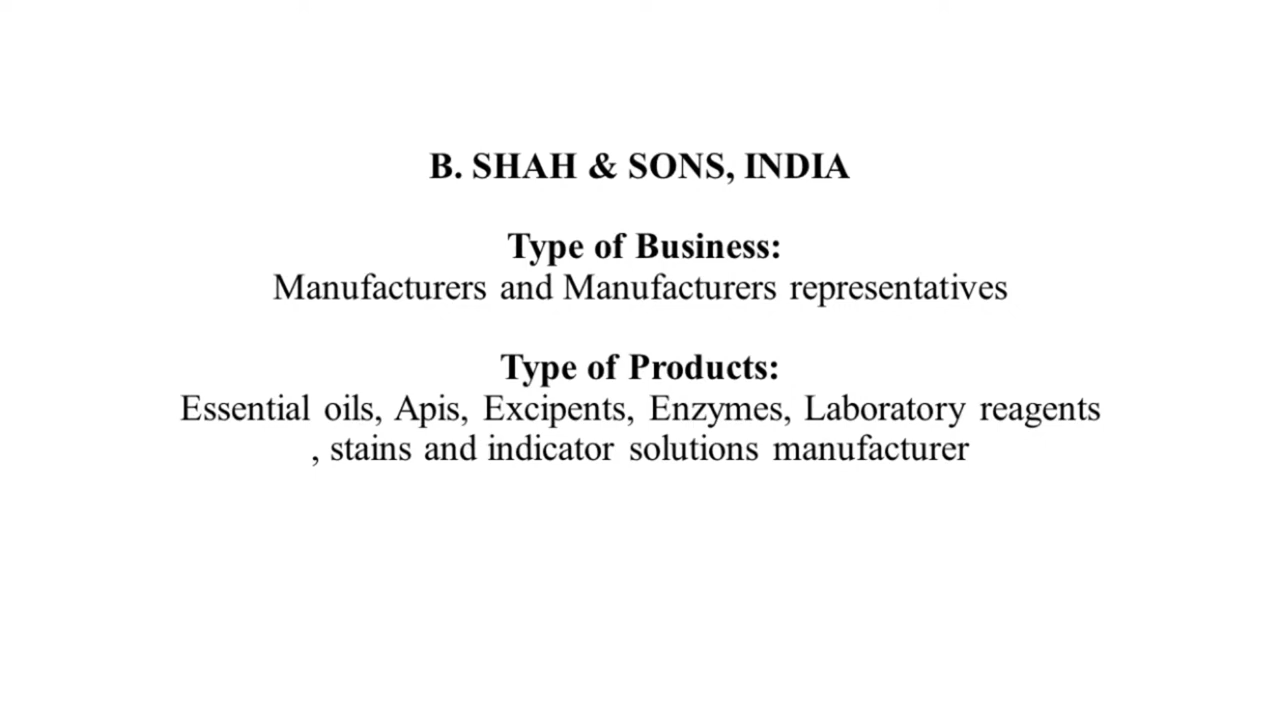 B. SHAH & SONS, INDIA
Type of Business:
Manufacturers and Manufacturers representatives
Type of Products:
Essential oils, Apis, Excipents, Enzymes, Laboratory reagents
, stains and indicator solutions manufacturer